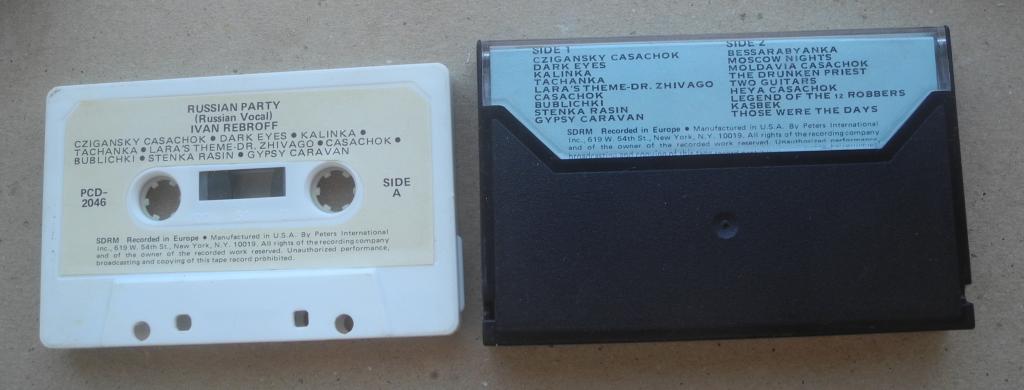 RUSSIAN PARTY
(Russian Vocal)
IVAN REBROFF
CZIGANSKY CASACHOK • DARK EYES • KALINKA •
TACHANKA • LARA'S THEME-DR. ZHIVAGO • CASACHOK •
BUBLICHKI • STENKA RASIN • GYPSY CARAVAN
PCD-
2046
SIDE
A
SDRM Recorded in Europe • Manufactured in U.S.A. By Peters International
Inc., 619 W. 54th St., New York, N.Y. 10019. All rights of the recording company
and of the owner of the recorded work reserved. Unauthorized performance,
broadcasting and copying of this tape record prohibited.
SIDE 1
CZIGANSKY CASACHOK
DARK EYES
KALINKA
TACHANKA
LARA'S THEME-DR. ZHIVAGO
CASACHOK
BUBLICHKI
STENKA RASIN
GYPSY CARAVAN
SIDE 2
BESSARABYANKA
MOSCOW NIGHTS
MOLDAVIA CASACHOK
THE DRUNKEN PRIEST
TWO GUITARS
HEYA CASACHOK
LEGEND OF THE 12 ROBBERS
KASBEK
THOSE WERE THE DAYS
SDRM Recorded in Europe • Manufactured in U.S.A. By Peters International
Inc., 619 W. 54th St., New York, N.Y. 10019. All rights of the recording company
and of the owner of the recorded work reserved. Unauthorized performance,
broadcasting and copying of this tape record